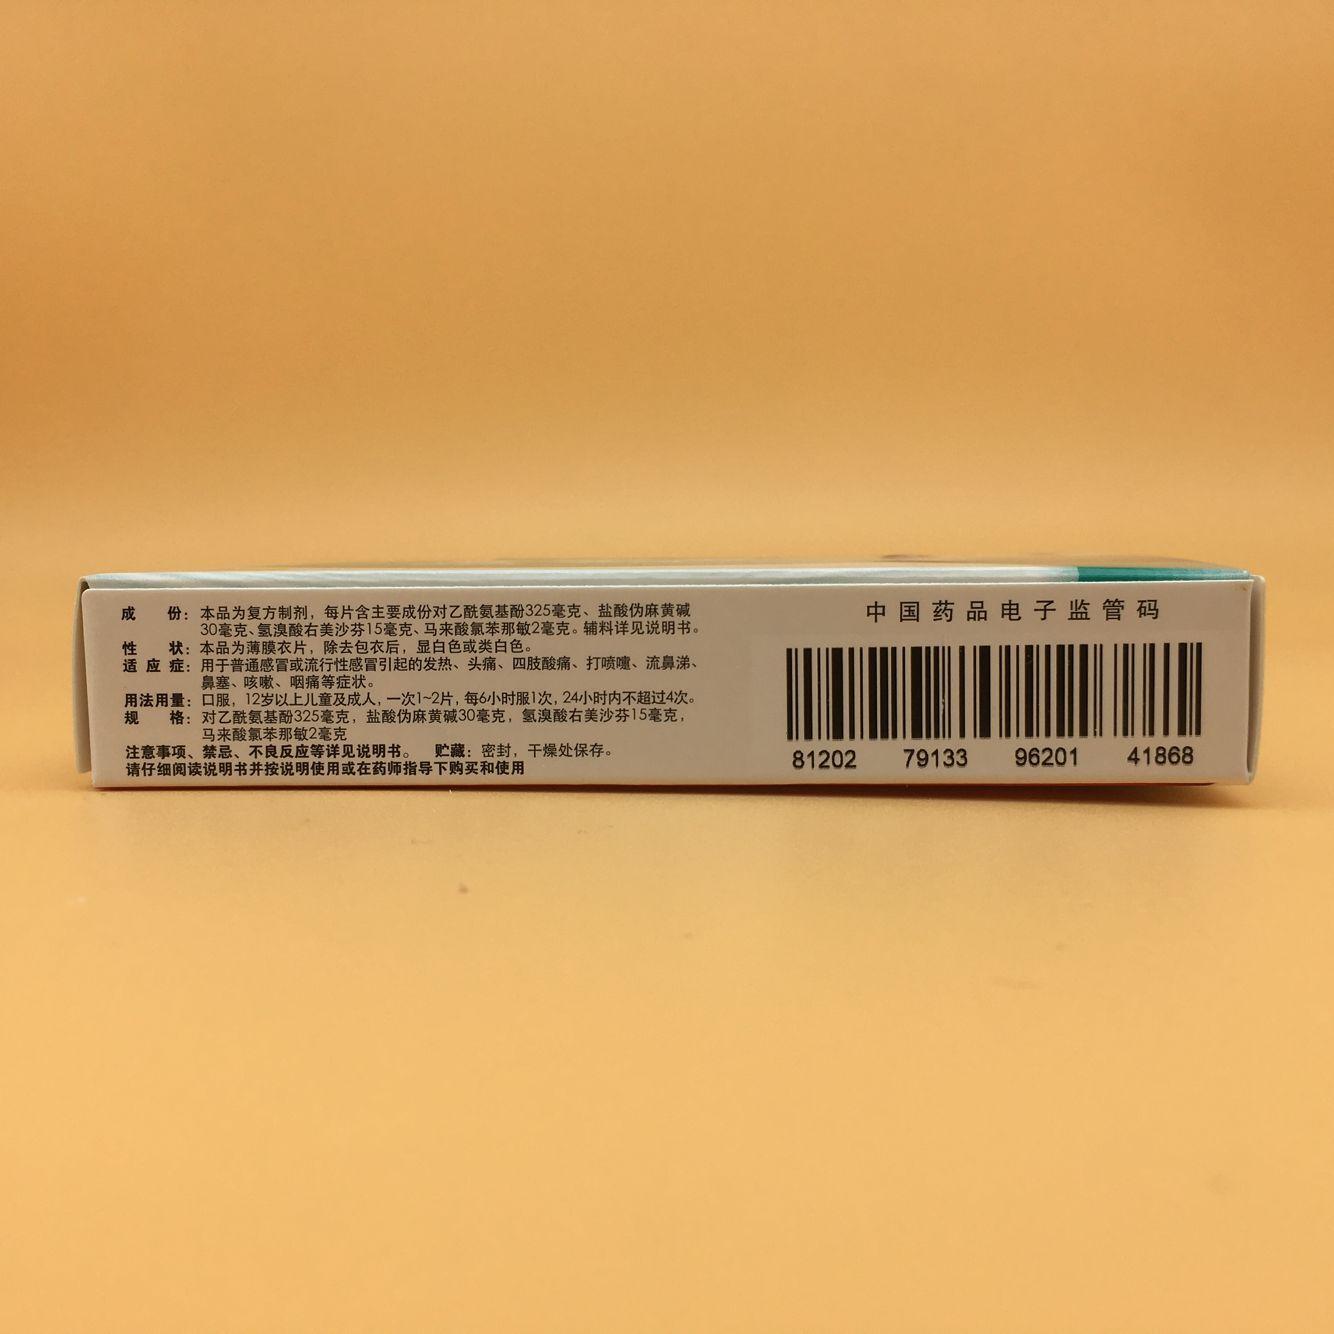 成　份：本品为复方制剂，每片含主要成份对乙酰氨基酚325毫克、盐酸伪麻黄碱
30毫克、氢溴酸右美沙芬15毫克、马来酸氯苯那敏2毫克。辅料详见说明书。
性　状：本品为薄膜衣片，除去包衣后，显白色或类白色。
适 应 症：用于普通感冒或流行性感冒引起的发热、头痛、四肢酸痛、打喷嚏、流鼻涕、
鼻塞、咳嗽、咽痛等症状。
用法用量：口服，12岁以上儿童及成人，一次1~2片，每6小时服1次，24小时内不超过4次。
规　格：对乙酰氨基酚325毫克，盐酸伪麻黄碱30毫克，氢溴酸右美沙芬15毫克，
马来酸氯苯那敏2毫克
注意事项、禁忌、不良反应等详见说明书。 贮藏：密封，干燥处保存。
请仔细阅读说明书并按说明使用或在药师指导下购买和使用
中国药品电子监管码
81202 79133 96201 41868